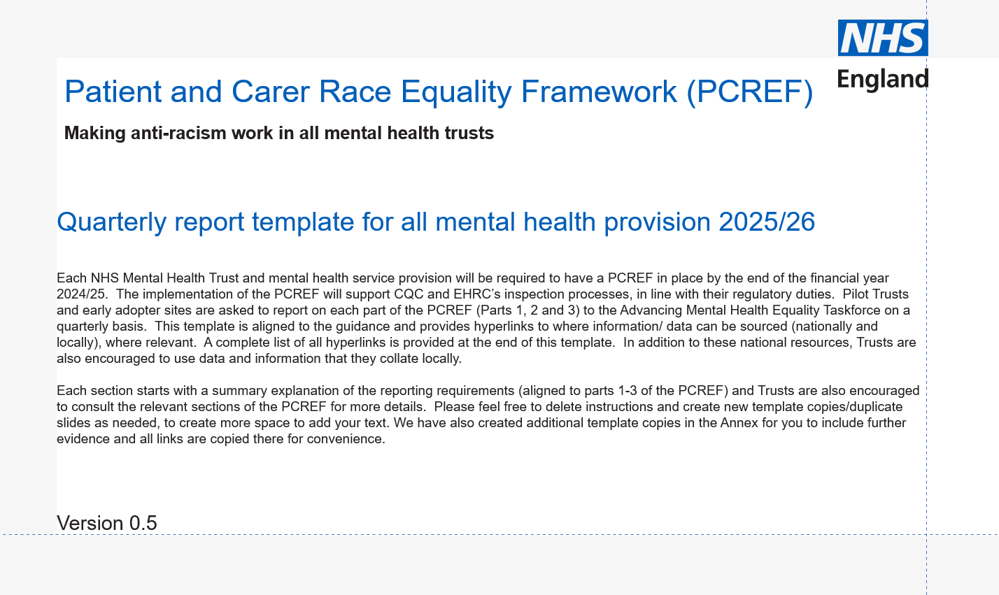 NHS
England
Patient and Carer Race Equality Framework (PCREF)
Making anti-racism work in all mental health trusts
Quarterly report template for all mental health provision 2025/26
Each NHS Mental Health Trust and mental health service provision will be required to have a PCREF in place by the end of the financial year
2024/25.  The implementation of the PCREF will support CQC and EHRC’s inspection processes, in line with their regulatory duties.  Pilot Trusts
and early adopter sites are asked to report on each part of the PCREF (Parts 1, 2 and 3) to the Advancing Mental Health Equality Taskforce on a
quarterly basis.  This template is aligned to the guidance and provides hyperlinks to where information/ data can be sourced (nationally and
locally), where relevant.  A complete list of all hyperlinks is provided at the end of this template.  In addition to these national resources, Trusts are
also encouraged to use data and information that they collate locally.
Each section starts with a summary explanation of the reporting requirements (aligned to parts 1-3 of the PCREF) and Trusts are also encouraged
to consult the relevant sections of the PCREF for more details.  Please feel free to delete instructions and create new template copies/duplicate
slides as needed, to create more space to add your text. We have also created additional template copies in the Annex for you to include further
evidence and all links are copied there for convenience.
Version 0.5